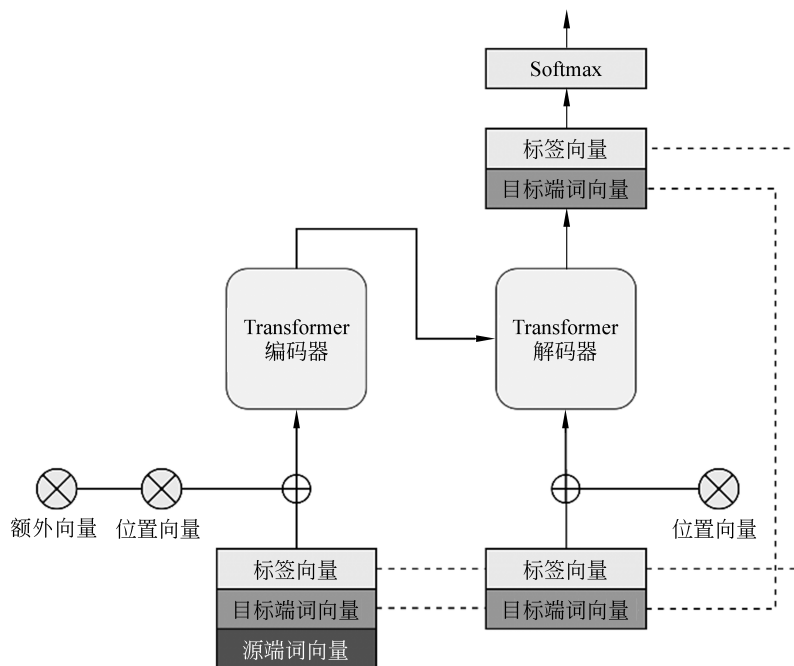 Softmax
标签向量
目标端词向量
Transformer
编码器
Transformer
解码器
额外向量
位置向量
位置向量
标签向量
目标端词向量
源端词向量
标签向量
目标端词向量